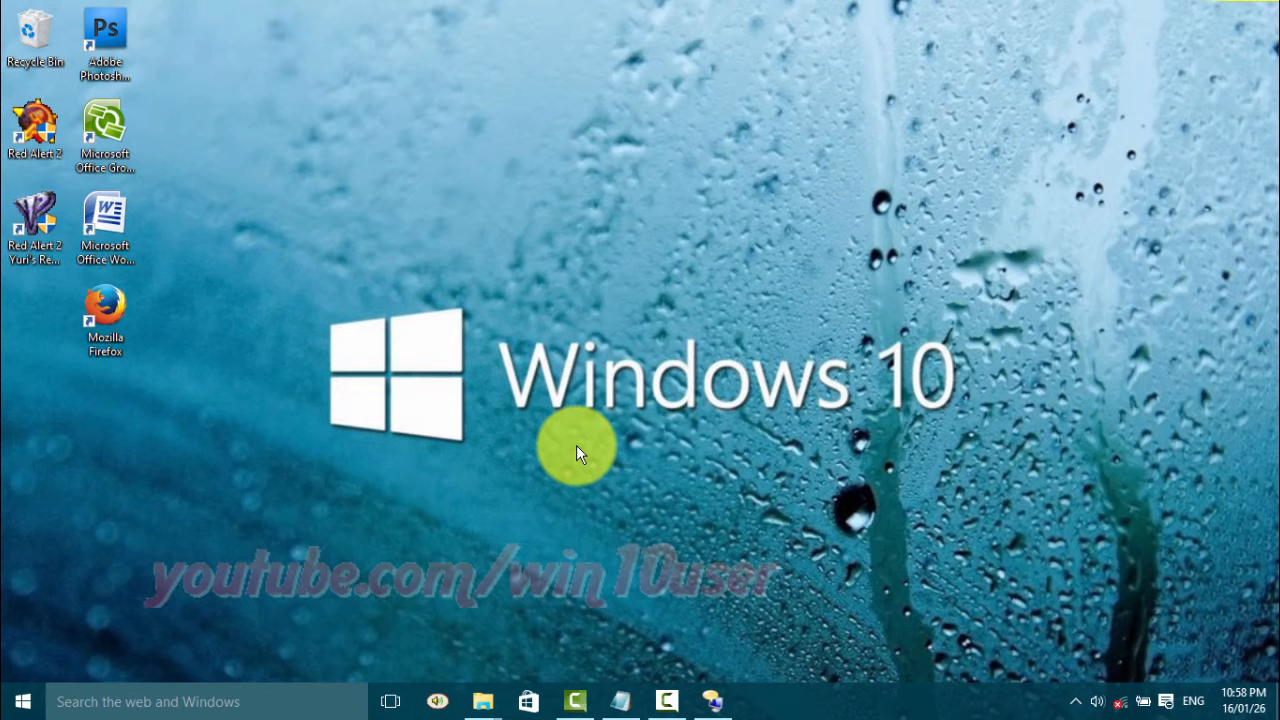 Recycle Bin
Adobe
Photosh...
Ps
Red Alert 2
Microsoft
Office Gro...
Red Alert 2
Yuri's Re...
Microsoft
Office Wo...
Mozilla
Firefox
Windows 10
youtube.com/win10user
Search the web and Windows
ENG
10:58 PM
16/01/26